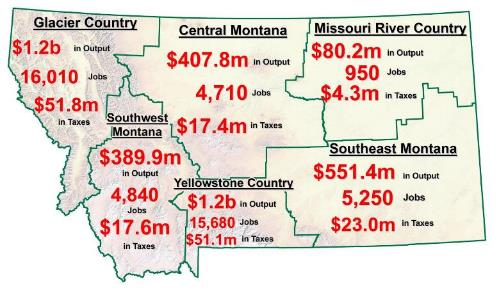 Glacier Country
$1.2b in Output
16,010 Jobs
$51.8m
in Taxes
Central Montana
$407.8m in Output
4,710 Jobs
$17.4m in Taxes
Missouri River Country
$80.2m in Output
950 Jobs
$4.3m in Taxes
Southwest
Montana
$389.9m
in Output
4,840
Jobs
$17.6m
in Taxes
Yellowstone Country
$1.2b in Output
15,680 Jobs
$51.1m in Taxes
Southeast Montana
$551.4m in Output
5,250 Jobs
$23.0m in Taxes